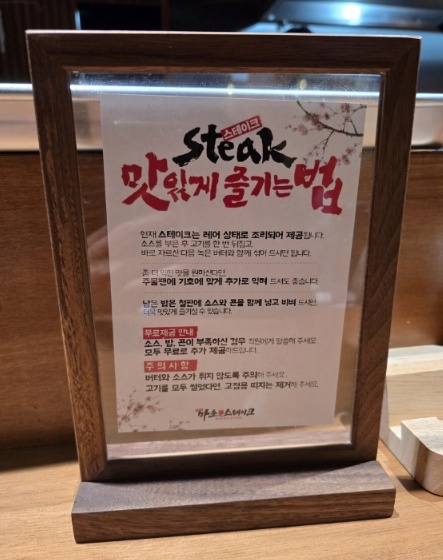 steak
스테이크
맛있게 즐기는 법
현재 스테이크는 레어 상태로 조리되어 제공됩니다.
소스를 부은 후 고기를 한 번 뒤집고,
바로 자르신 다음 녹은 버터와 함께 섞어 드시면 됩니다.
좀 더 익힌 맛을 원하신다면,
주물팬에 기호에 맞게 추가로 익혀 드셔도 좋습니다.
남은 밥은 철판에 소스와 콘을 함께 넣고 비벼 드시면,
더욱 맛있게 즐기실 수 있습니다.
무료제공 안내
소스, 밥, 콘이 부족하신 경우 직원에게 말씀해 주세요.
모두 무료로 추가 제공해드립니다.
주의사항
버터와 소스가 튀지 않도록 주의해 주세요.
고기를 모두 썰었다면, 고정용 띠지는 제거해 주세요.
스테이크